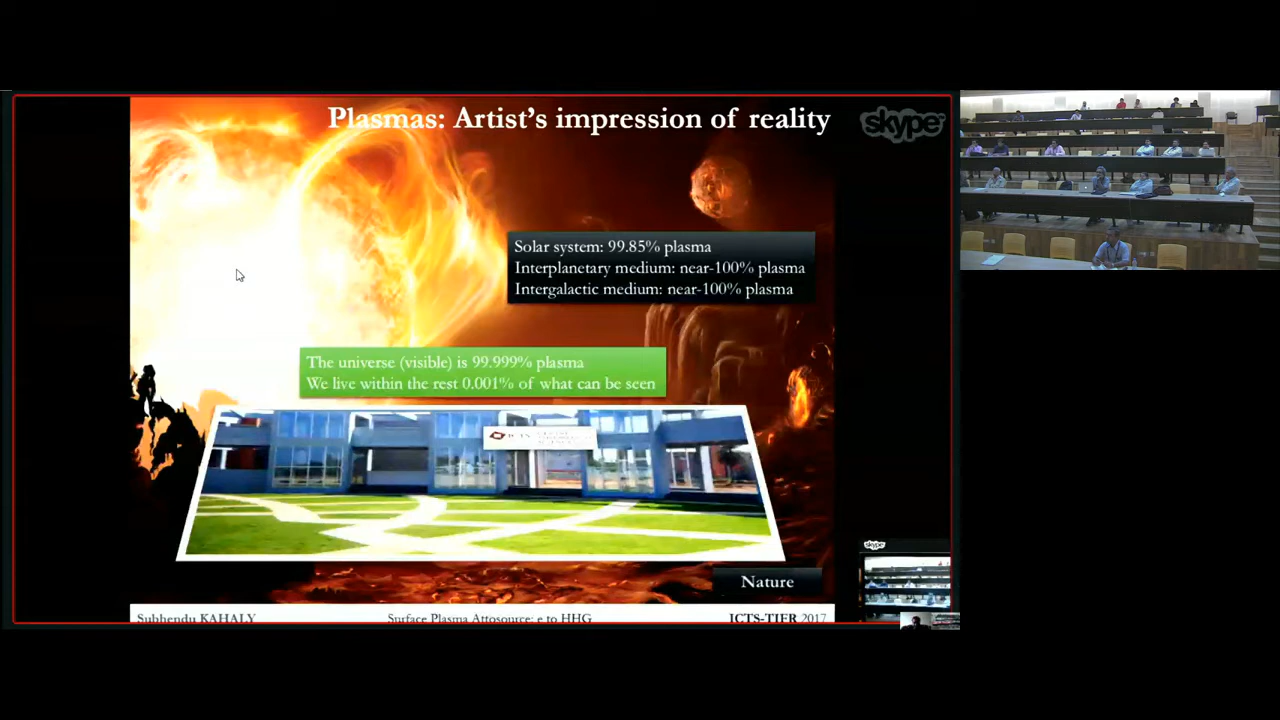 Plasmas: Artist's impression of reality
skype
Solar system: 99.85% plasma
Interplanetary medium: near-100% plasma
Intergalactic medium: near-100% plasma
The universe (visible) is 99.999% plasma
We live within the rest 0.001% of what can be seen
ICTS
Nature
skype
Subhendu KAHALY
Surface Plasma Attosource: e to HHG
ICTS-TIFR 2017